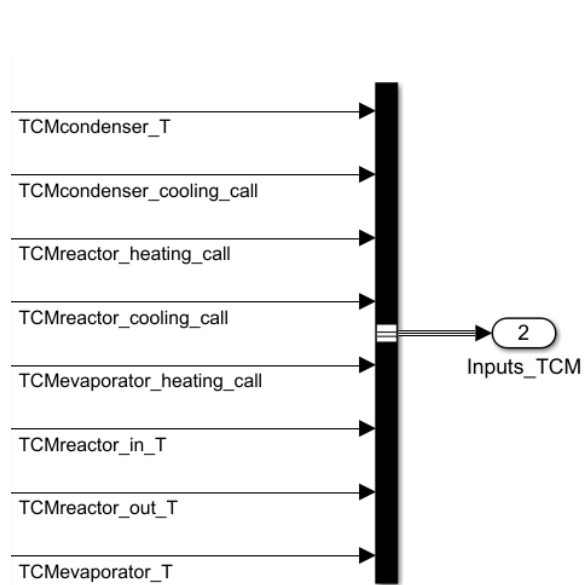 TCMcondenser_T
TCMcondenser_cooling_call
TCMreactor_heating_call
TCMreactor_cooling_call
2
Inputs_TCM
TCMevaporator_heating_call
TCMreactor_in_T
TCMreactor_out_T
TCMevaporator_T